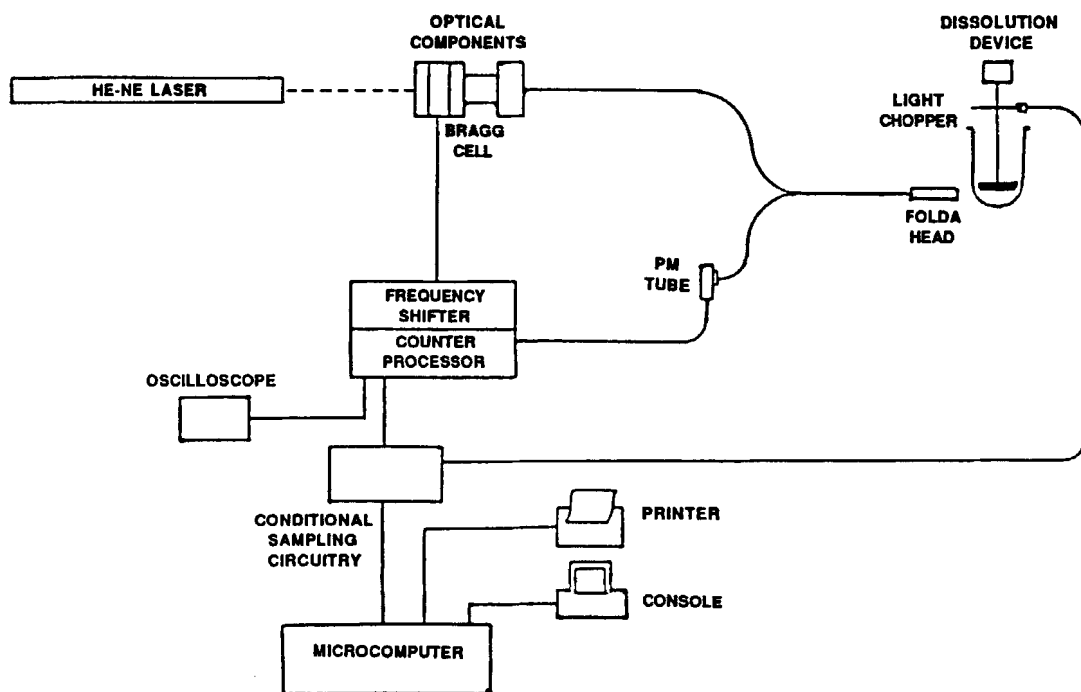 OPTICAL
COMPONENTS
DISSOLUTION
DEVICE
HE-NE LASER
LIGHT
CHOPPER
BRAGG
CELL
FOLDA
HEAD
PM
TUBE
FREQUENCY
SHIFTER
COUNTER
PROCESSOR
OSCILLOSCOPE
CONDITIONAL
SAMPLING
CIRCUITRY
PRINTER
CONSOLE
MICROCOMPUTER